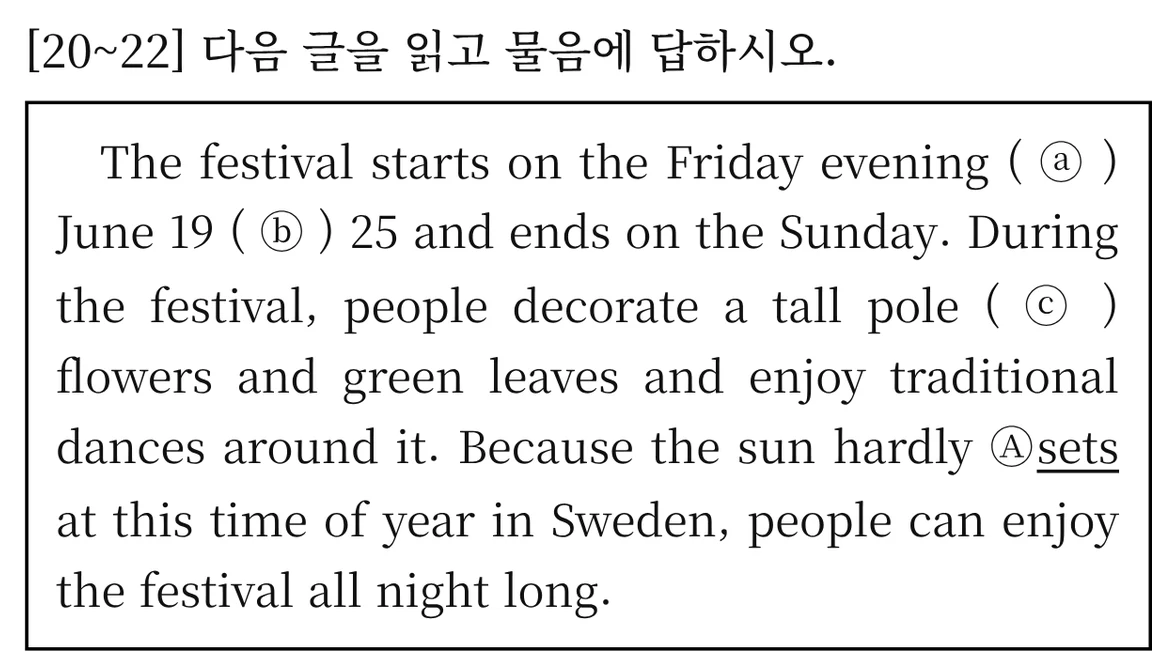 [20~22] 다음 글을 읽고 물음에 답하시오.
The festival starts on the Friday evening ( ⓐ )
June 19 ( ⓑ ) 25 and ends on the Sunday. During
the festival, people decorate a tall pole ( ⓒ )
flowers and green leaves and enjoy traditional
dances around it. Because the sun hardly Ⓐsets
at this time of year in Sweden, people can enjoy
the festival all night long.